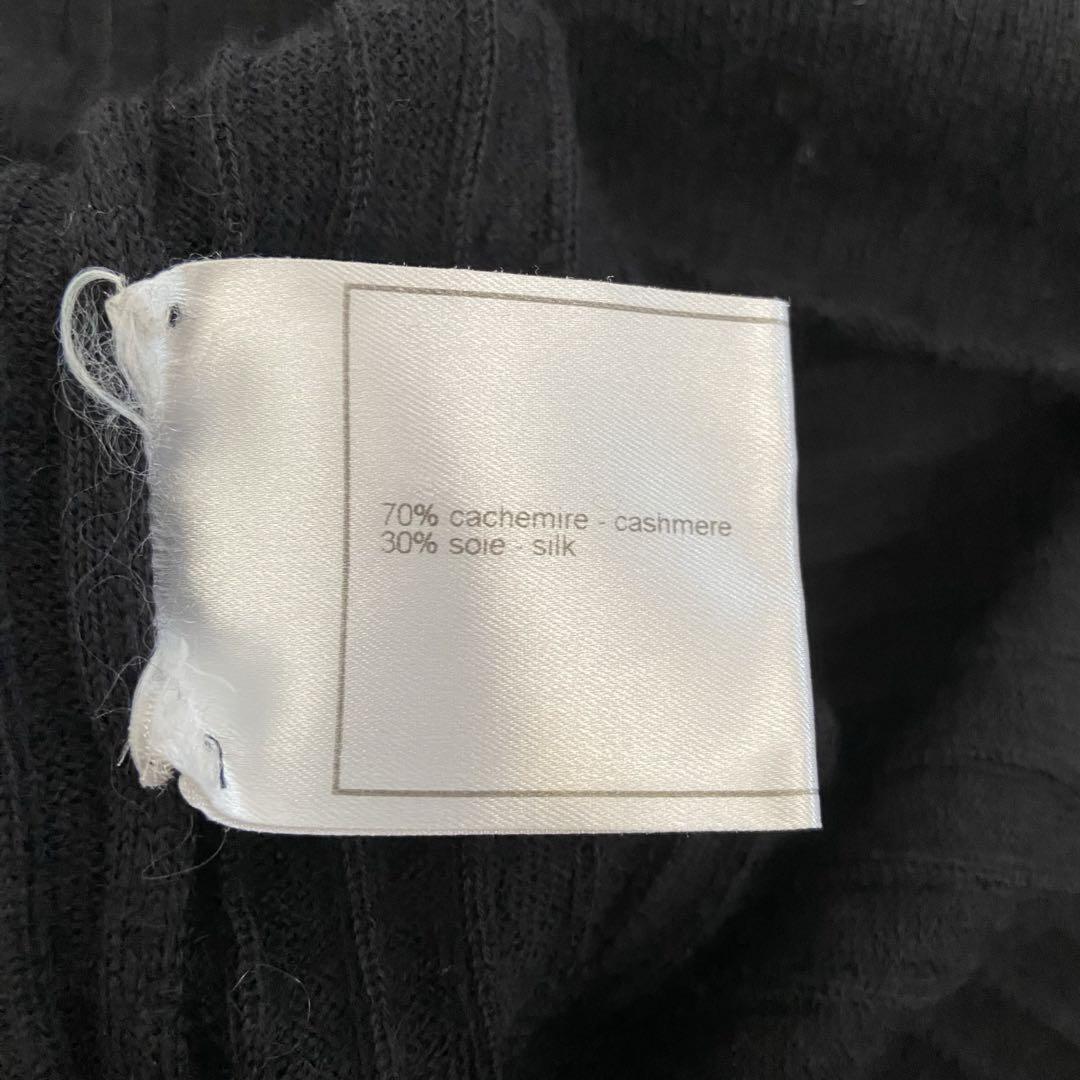 70% cachemire - cashmere
30% soie - silk